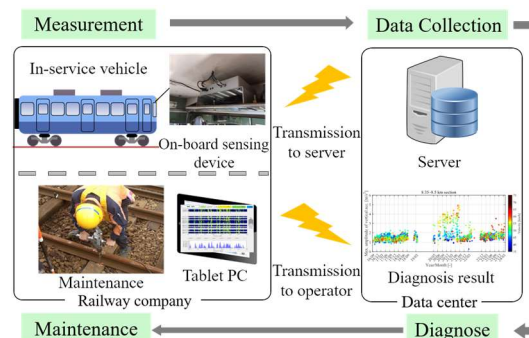 Measurement
Data Collection
In-service vehicle
On-board sensing
device
Transmission
to server
Server
Maintenance
Tablet PC
Railway company
Transmission
to operator
Diagnosis result
Data center
Maintenance
Diagnose